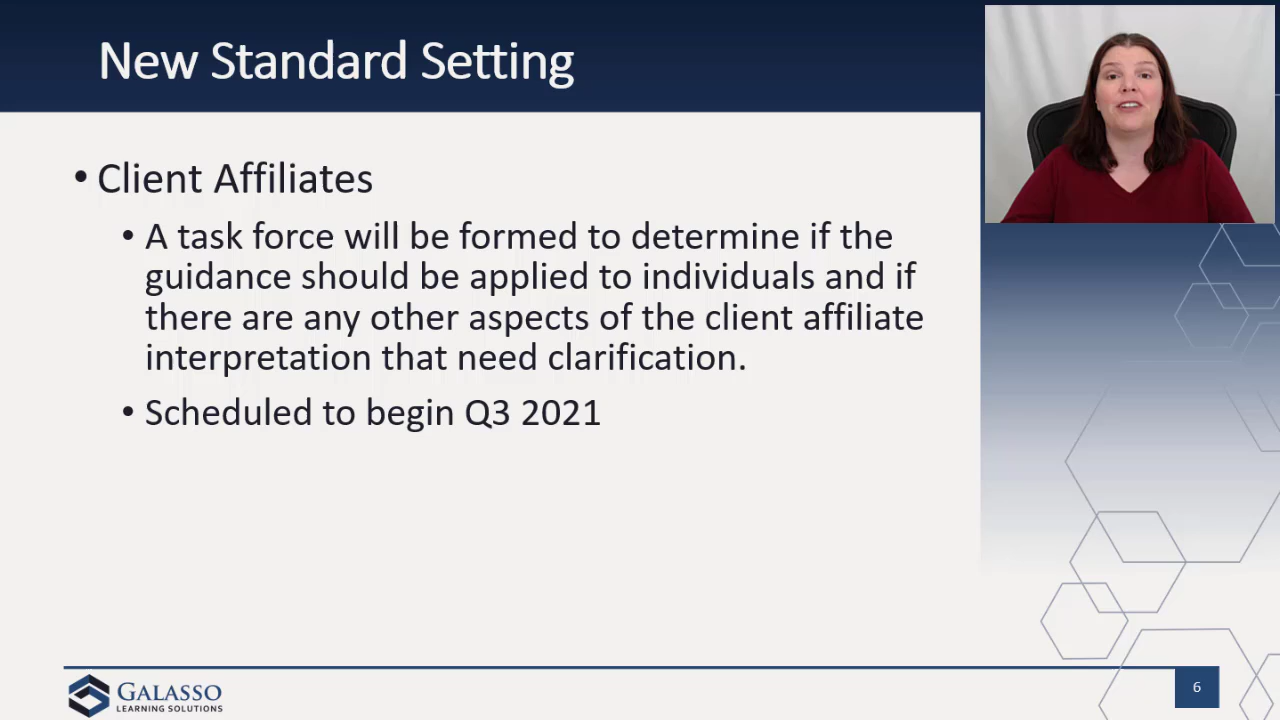 New Standard Setting
• Client Affiliates
• A task force will be formed to determine if the
guidance should be applied to individuals and if
there are any other aspects of the client affiliate
interpretation that need clarification.
• Scheduled to begin Q3 2021
GALASSO
LEARNING SOLUTIONS
6